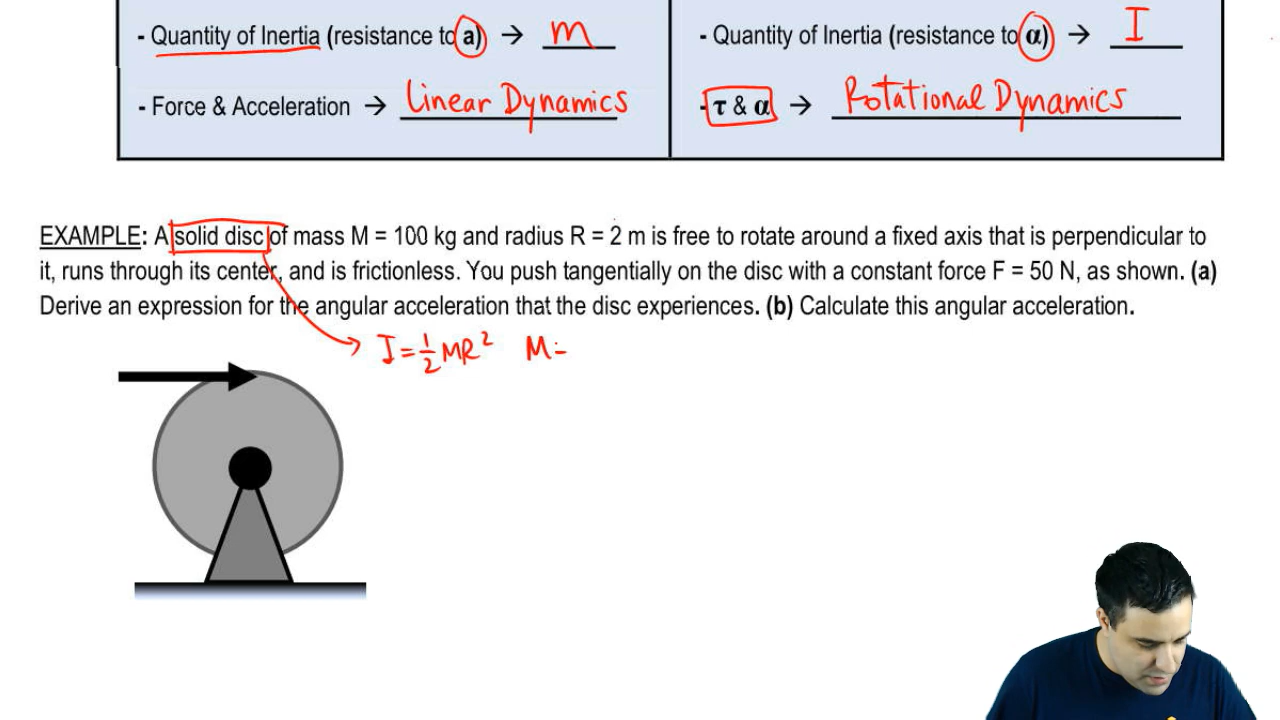 - Quantity of Inertia (resistance to a) → m
- Quantity of Inertia (resistance to α) → I
- Force & Acceleration → Linear Dynamics
- τ & α → Rotational Dynamics
EXAMPLE: A solid disc of mass M = 100 kg and radius R = 2 m is free to rotate around a fixed axis that is perpendicular to
it, runs through its center, and is frictionless. You push tangentially on the disc with a constant force F = 50 N, as shown. (a)
Derive an expression for the angular acceleration that the disc experiences. (b) Calculate this angular acceleration.
I = 1/2 MR² M =